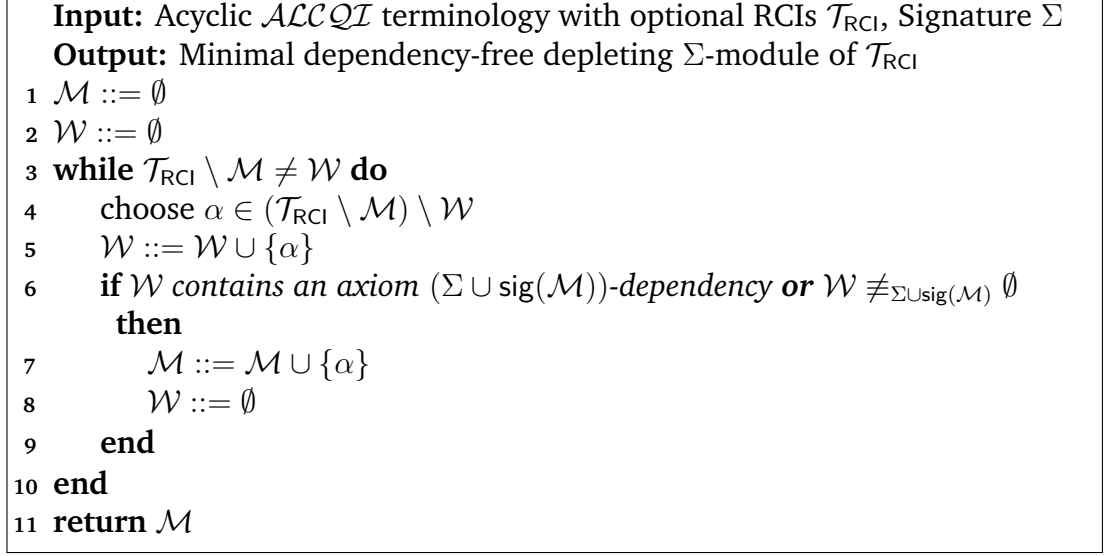 Input: Acyclic 𝒜ℒ𝒞𝒬ℐ terminology with optional RCIs 𝒯_RCI, Signature Σ
Output: Minimal dependency-free depleting Σ-module of 𝒯_RCI
1 ℳ ::= ∅
2 𝒲 ::= ∅
3 while 𝒯_RCI \ ℳ ≠ 𝒲 do
4 choose α ∈ (𝒯_RCI \ ℳ) \ 𝒲
5 𝒲 ::= 𝒲 ∪ {α}
6 if 𝒲 contains an axiom (Σ ∪ sig(ℳ))-dependency or 𝒲 ≢_Σ∪sig(ℳ) ∅
then
7 ℳ ::= ℳ ∪ {α}
8 𝒲 ::= ∅
9 end
10 end
11 return ℳ